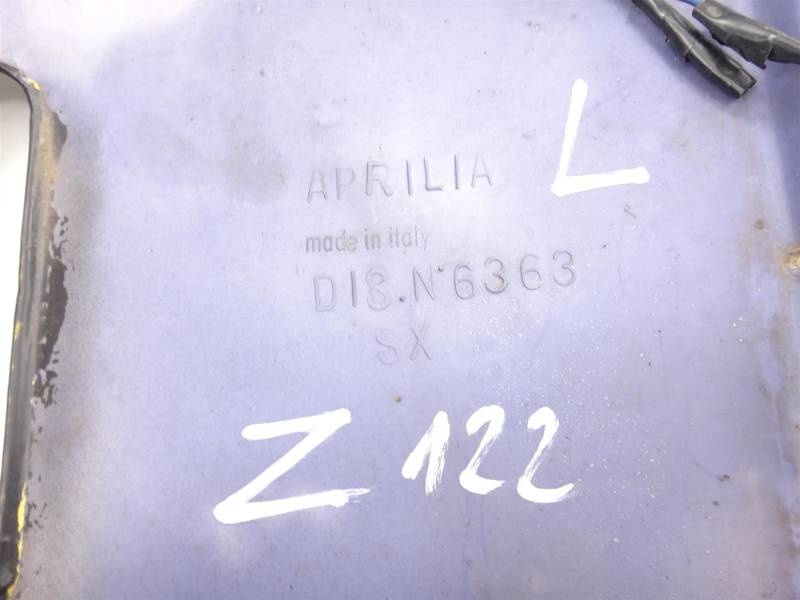 L
APRILIA
made in italy
DIS.N°6363
SX
Z 122